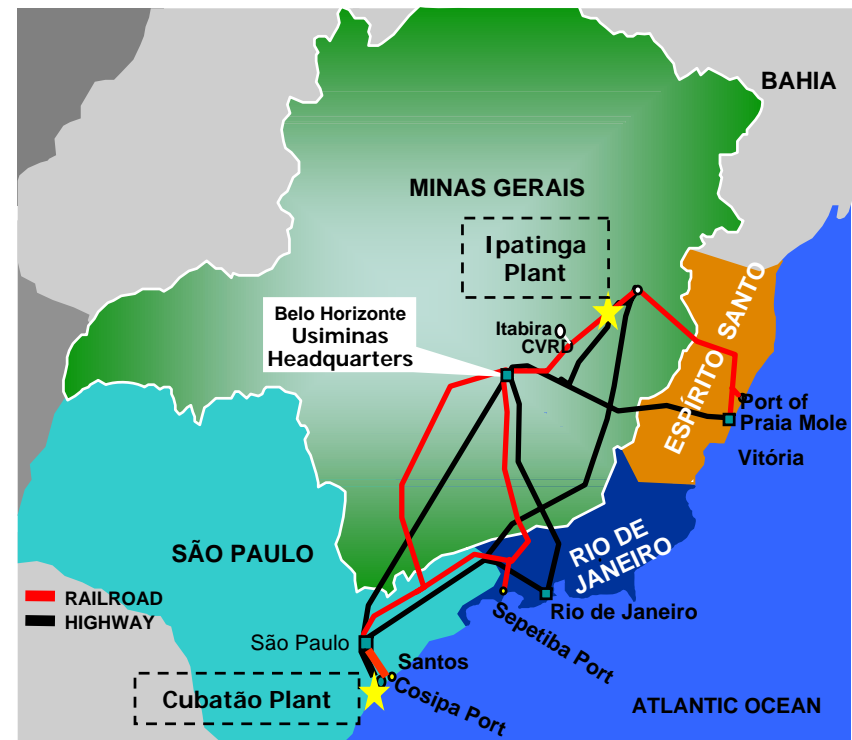 BAHIA
MINAS GERAIS
Ipatinga
Plant
Belo Horizonte
Usiminas
Headquarters
Itabira
CVRD
ESPÍRITO SANTO
Port of
Praia Mole
Vitória
SÃO PAULO
RIO DE
JANEIRO
RAILROAD
HIGHWAY
Rio de Janeiro
Sepetiba Port
São Paulo
Santos
Cosipa Port
Cubatão Plant
ATLANTIC OCEAN